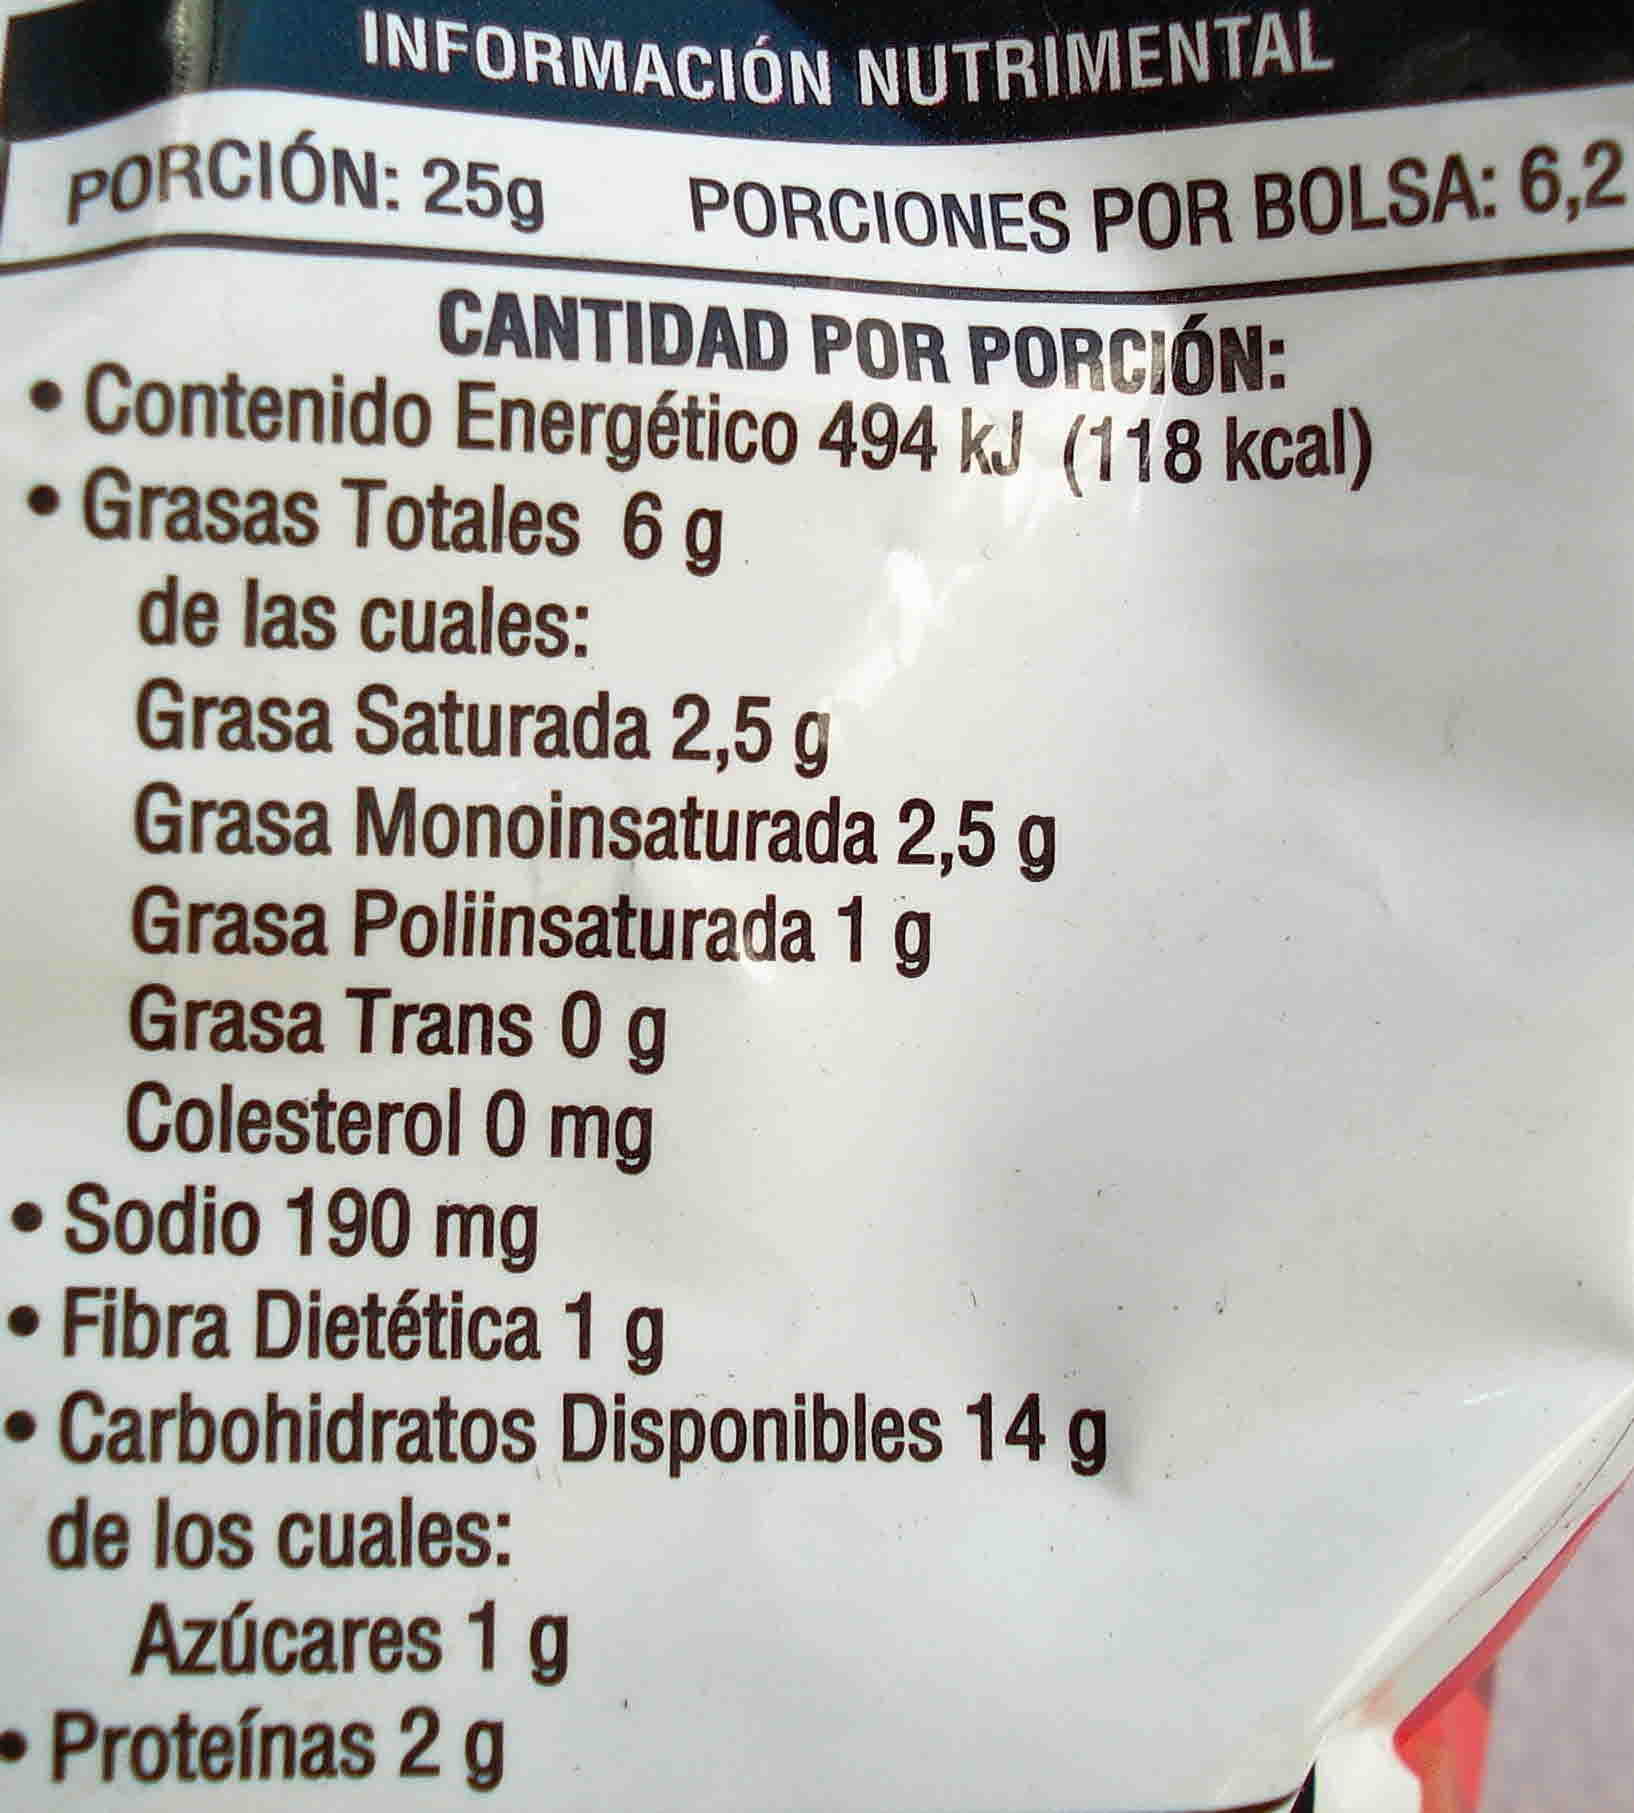 INFORMACIÓN NUTRIMENTAL
PORCIÓN: 25g PORCIONES POR BOLSA: 6,2
CANTIDAD POR PORCIÓN:
• Contenido Energético 494 kJ (118 kcal)
• Grasas Totales 6 g
de las cuales:
Grasa Saturada 2,5 g
Grasa Monoinsaturada 2,5 g
Grasa Poliinsaturada 1 g
Grasa Trans 0 g
Colesterol 0 mg
• Sodio 190 mg
• Fibra Dietética 1 g
• Carbohidratos Disponibles 14 g
de los cuales:
Azúcares 1 g
• Proteínas 2 g